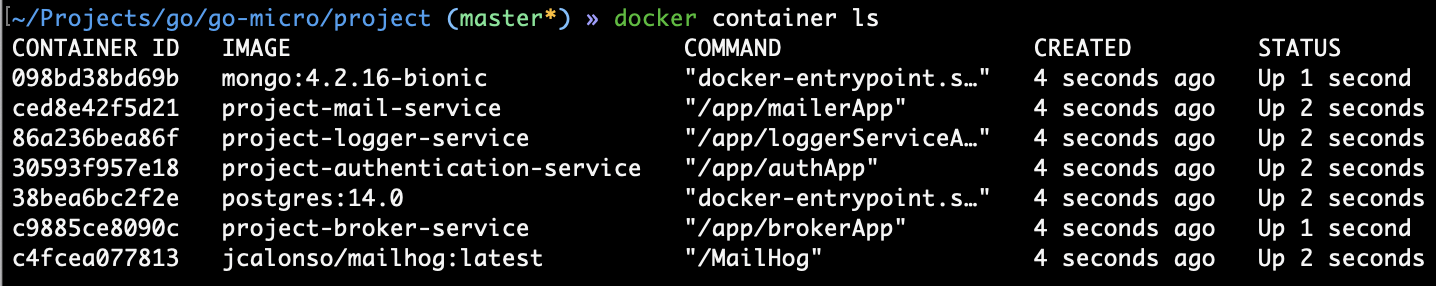 ~/Projects/go/go-micro/project (master*) » docker container ls
CONTAINER ID   IMAGE                            COMMAND                  CREATED         STATUS
098bd38bd69b   mongo:4.2.16-bionic              "docker-entrypoint.s…"   4 seconds ago   Up 1 second
ced8e42f5d21   project-mail-service             "/app/mailerApp"         4 seconds ago   Up 2 seconds
86a236bea86f   project-logger-service           "/app/loggerServiceA…"   4 seconds ago   Up 2 seconds
30593f957e18   project-authentication-service   "/app/authApp"           4 seconds ago   Up 2 seconds
38bea6bc2f2e   postgres:14.0                    "docker-entrypoint.s…"   4 seconds ago   Up 2 seconds
c9885ce8090c   project-broker-service           "/app/brokerApp"         4 seconds ago   Up 1 second
c4fcea077813   jcalonso/mailhog:latest          "/MailHog"               4 seconds ago   Up 2 seconds